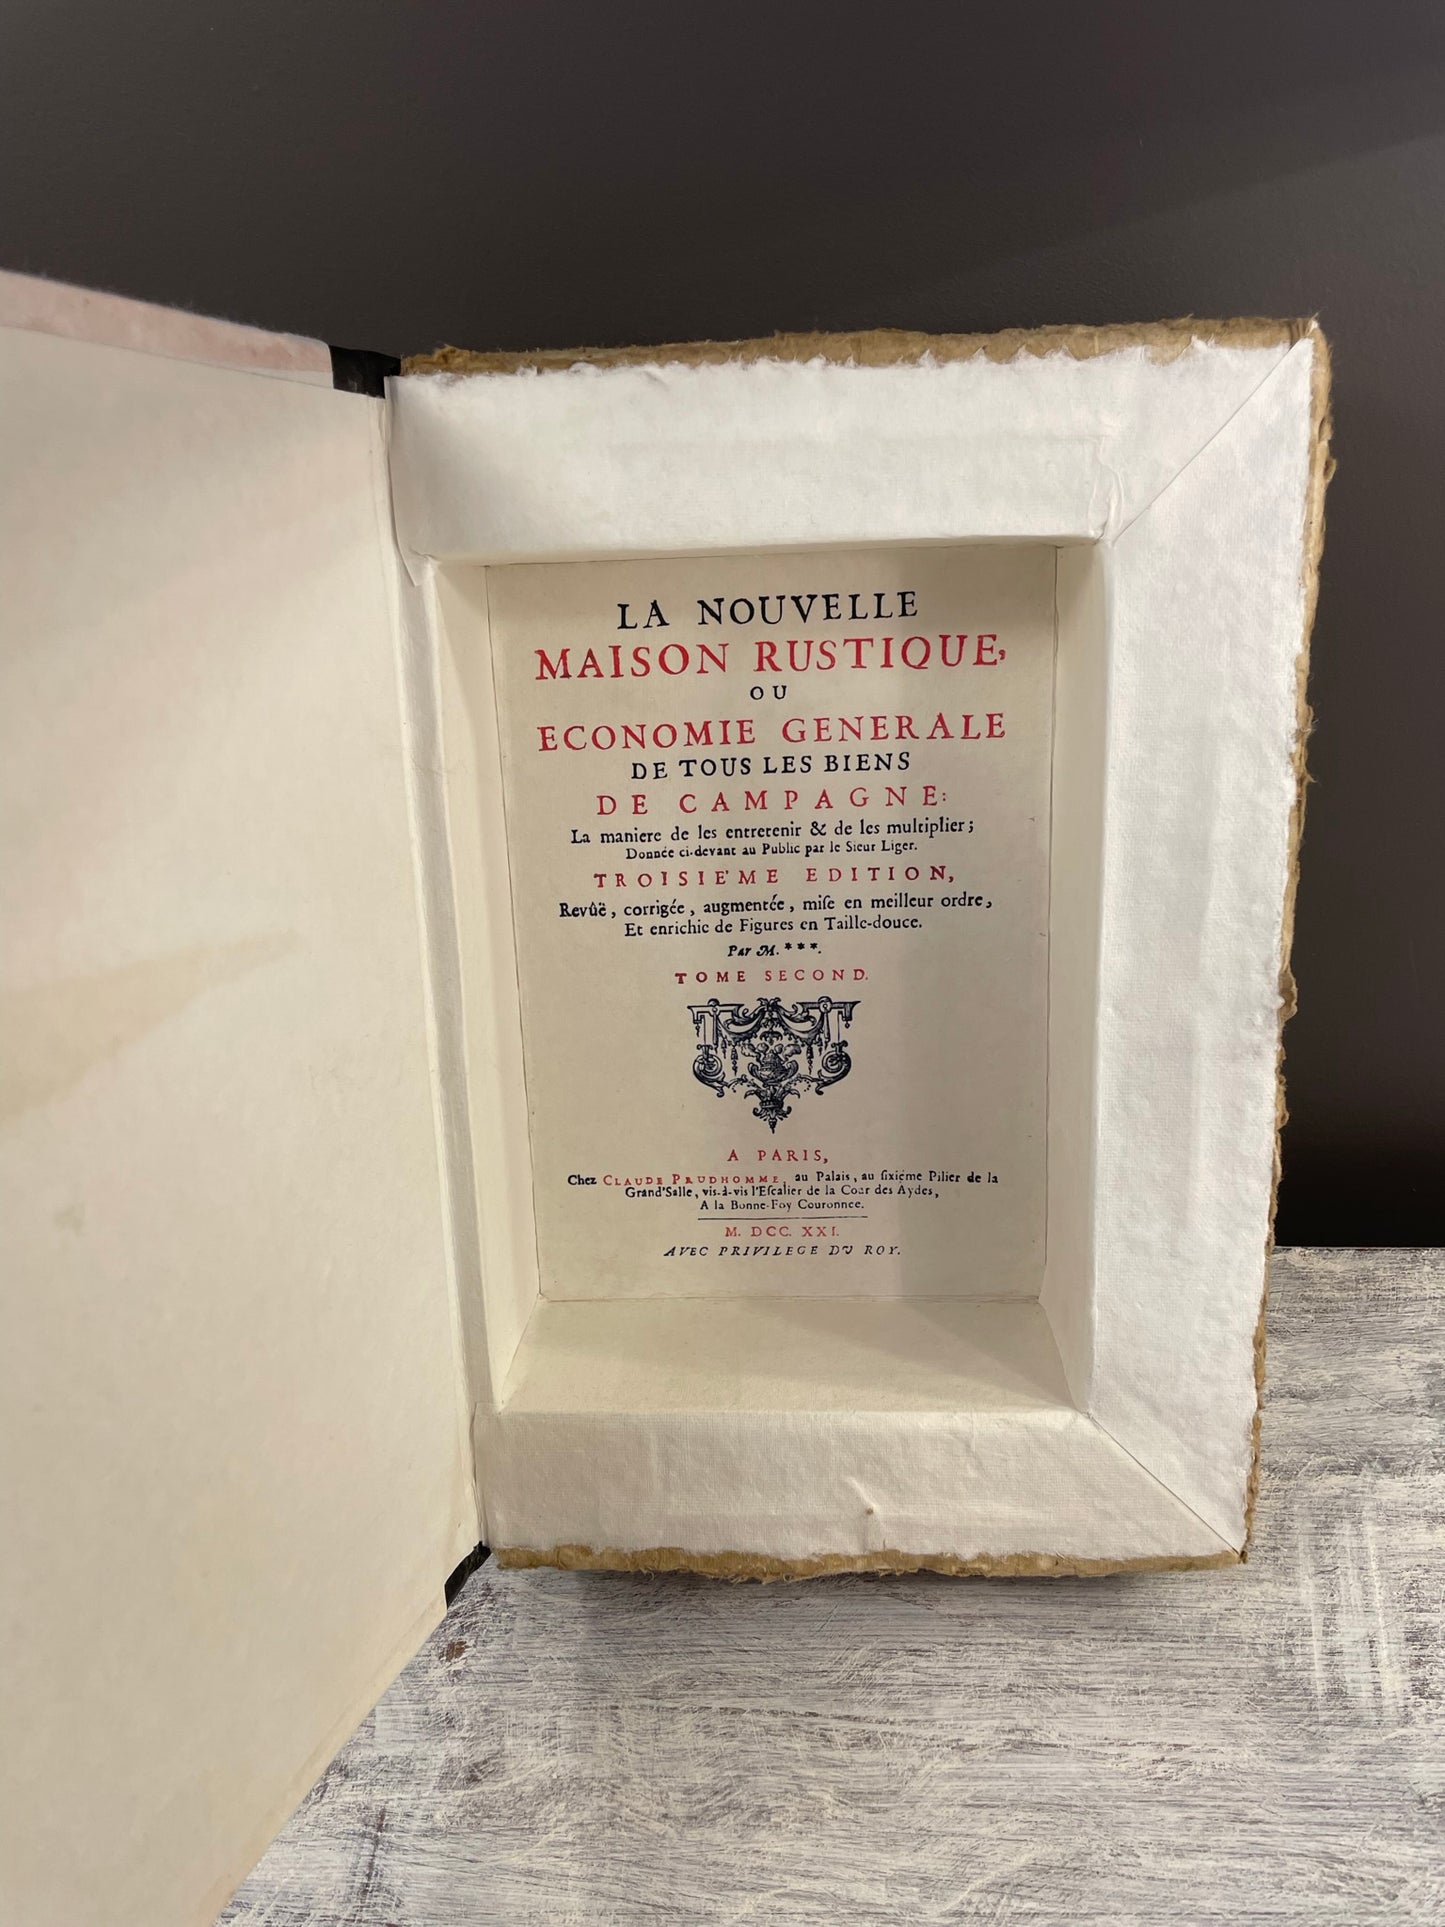 LA NOUVELLE
MAISON RUSTIQUE,
OU
ECONOMIE GENERALE
DE TOUS LES BIENS
DE CAMPAGNE:
La maniere de les entretenir & de les multiplier;
Donnée ci-devant au Public par le Sieur Liger.
TROISIE'ME EDITION,
Revûë, corrigée, augmentée, miſe en meilleur ordre,
Et enrichie de Figures en Taille-douce.
Par M. ***.
TOME SECOND.
A PARIS,
Chez CLAUDE PRUDHOMME, au Palais, au ſixiéme Pilier de la
Grand'Salle, vis-à-vis l'Eſcalier de la Cour des Aydes,
A la Bonne-Foy Couronnee.
M. DCC. XXI.
AVEC PRIVILEGE DU ROY.